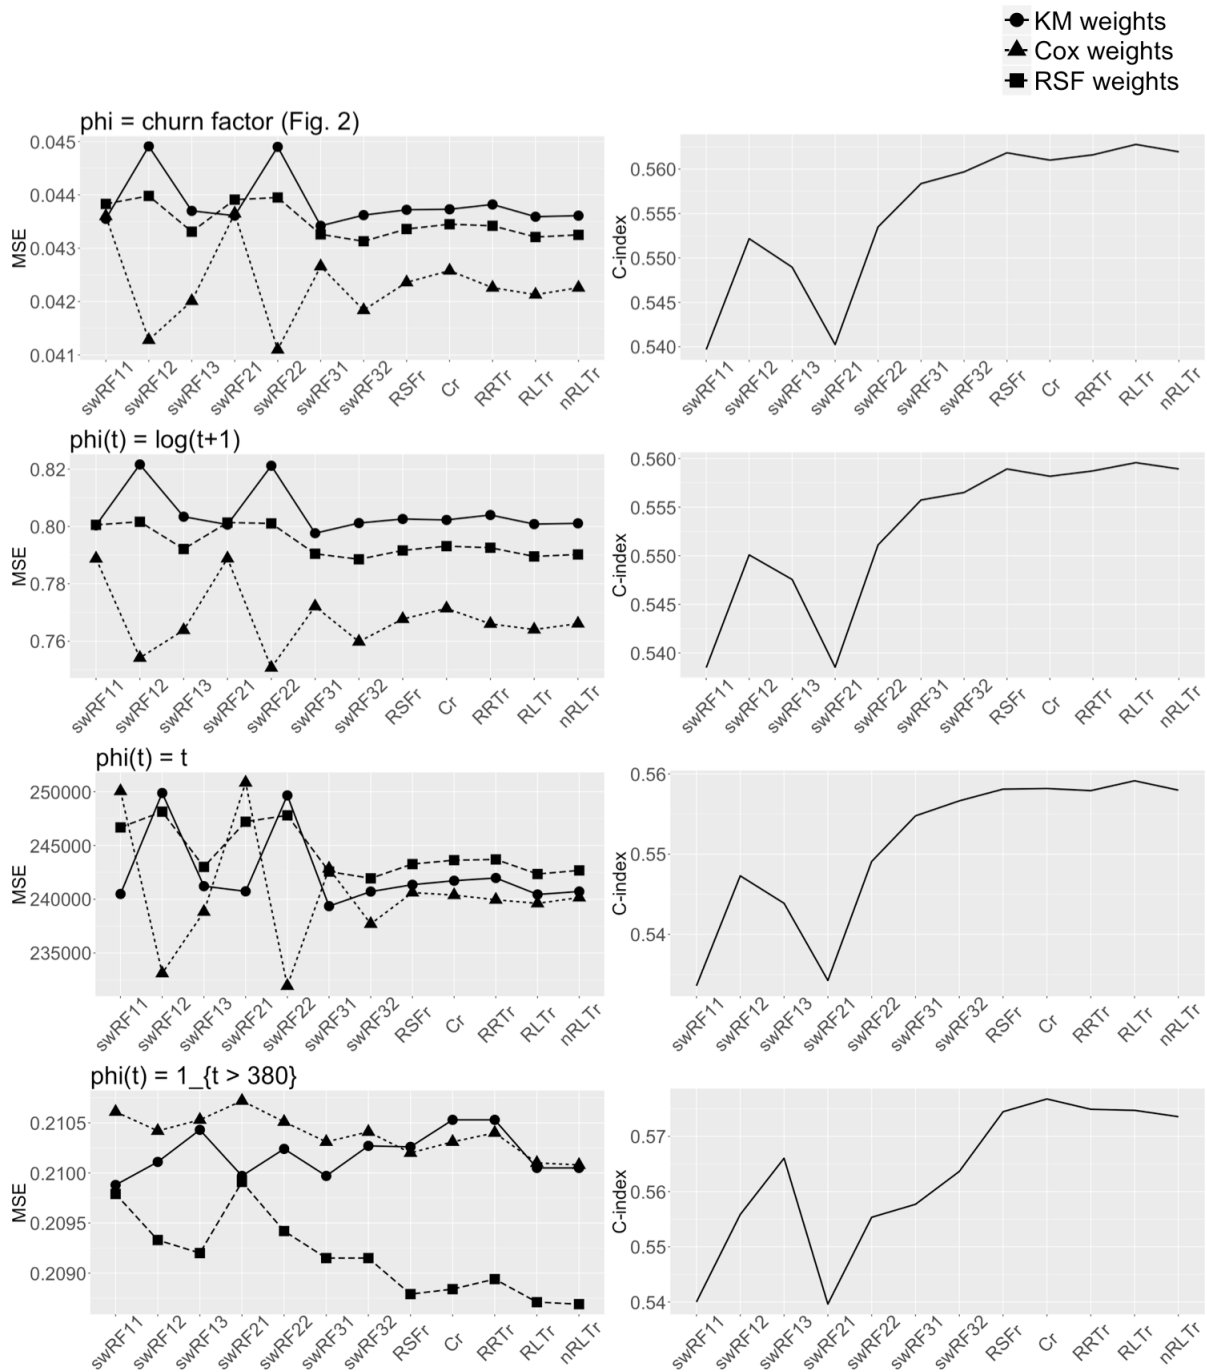 KM weights
Cox weights
RSF weights
phi = churn factor (Fig. 2)
MSE
0.045
0.044
0.043
0.042
0.041
swRF11 swRF12 swRF13 swRF21 swRF22 swRF31 swRF32 RSFr Cr RRTr RLTr nRLTr
C-index
0.560
0.555
0.550
0.545
0.540
swRF11 swRF12 swRF13 swRF21 swRF22 swRF31 swRF32 RSFr Cr RRTr RLTr nRLTr
phi(t) = log(t+1)
MSE
0.82
0.80
0.78
0.76
swRF11 swRF12 swRF13 swRF21 swRF22 swRF31 swRF32 RSFr Cr RRTr RLTr nRLTr
C-index
0.560
0.555
0.550
0.545
0.540
swRF11 swRF12 swRF13 swRF21 swRF22 swRF31 swRF32 RSFr Cr RRTr RLTr nRLTr
phi(t) = t
MSE
250000
245000
240000
235000
swRF11 swRF12 swRF13 swRF21 swRF22 swRF31 swRF32 RSFr Cr RRTr RLTr nRLTr
C-index
0.56
0.55
0.54
swRF11 swRF12 swRF13 swRF21 swRF22 swRF31 swRF32 RSFr Cr RRTr RLTr nRLTr
phi(t) = 1_{t > 380}
MSE
0.2105
0.2100
0.2095
0.2090
swRF11 swRF12 swRF13 swRF21 swRF22 swRF31 swRF32 RSFr Cr RRTr RLTr nRLTr
C-index
0.57
0.56
0.55
0.54
swRF11 swRF12 swRF13 swRF21 swRF22 swRF31 swRF32 RSFr Cr RRTr RLTr nRLTr